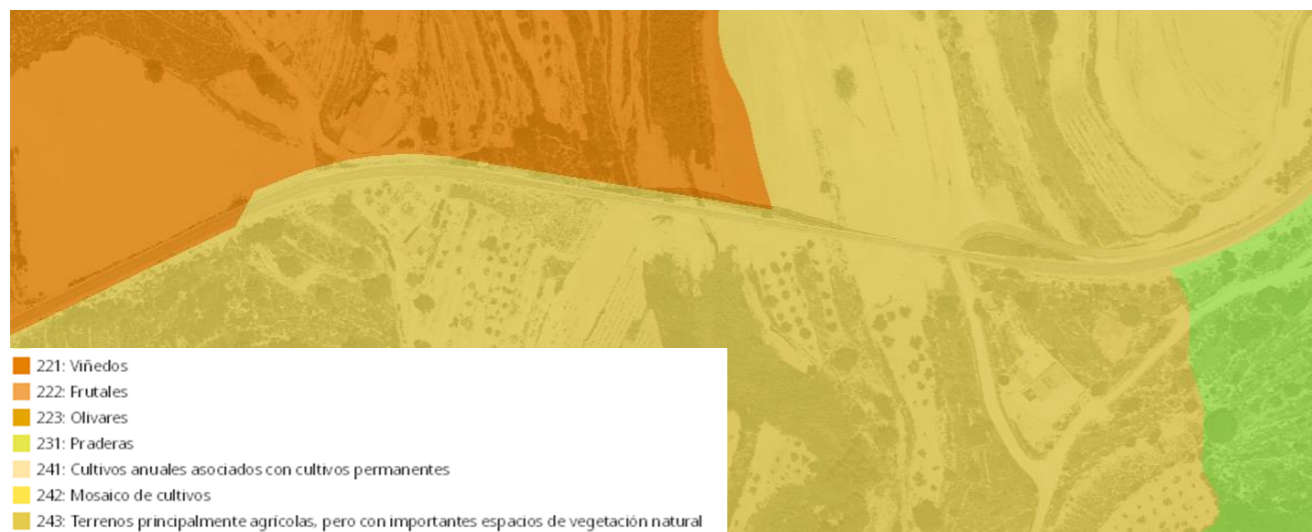 221: Viñedos
222: Frutales
223: Olivares
231: Praderas
241: Cultivos anuales asociados con cultivos permanentes
242: Mosaico de cultivos
243: Terrenos principalmente agrícolas, pero con importantes espacios de vegetación natural